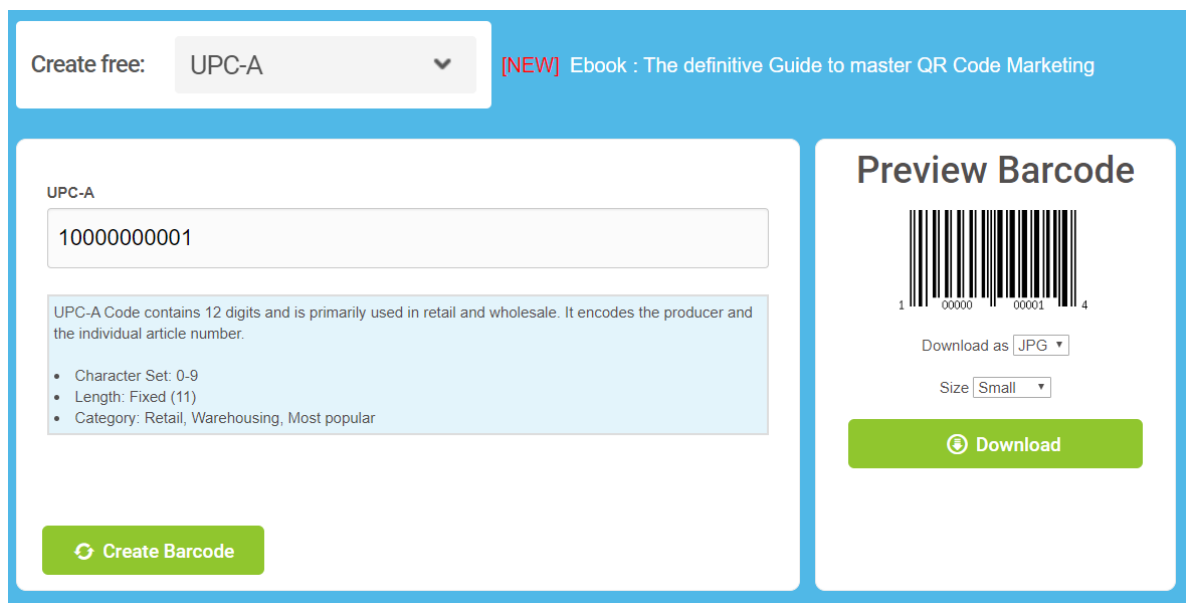 Create free: UPC-A
[NEW] Ebook : The definitive Guide to master QR Code Marketing
UPC-A
10000000001
UPC-A Code contains 12 digits and is primarily used in retail and wholesale. It encodes the producer and
the individual article number.
• Character Set: 0-9
• Length: Fixed (11)
• Category: Retail, Warehousing, Most popular
Create Barcode
Preview Barcode
1 00000 00001 4
Download as JPG
Size Small
Download